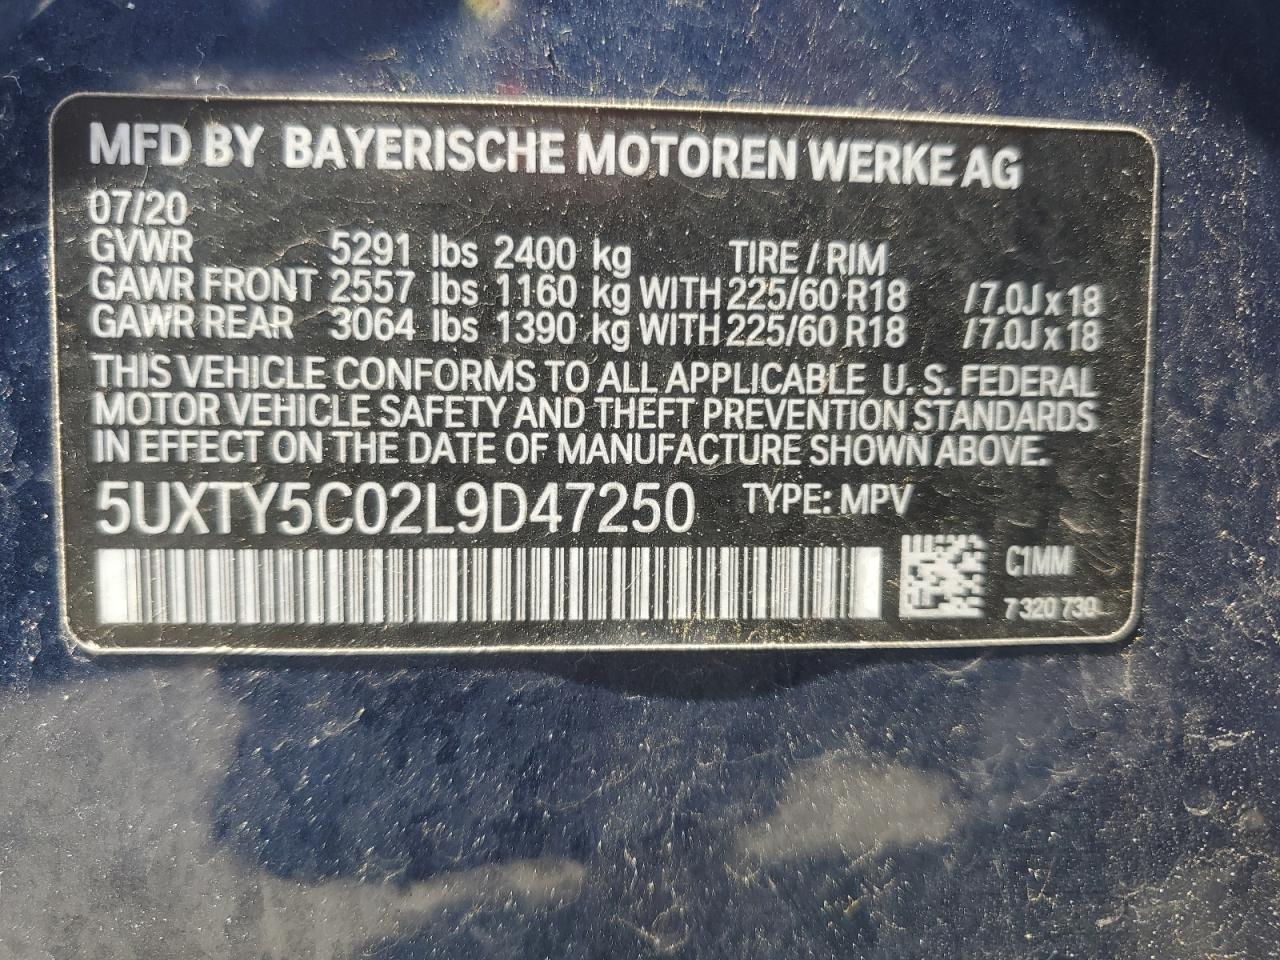 MFD BY BAYERISCHE MOTOREN WERKE AG
07/20
GVWR 5291 lbs 2400 kg TIRE / RIM
GAWR FRONT 2557 lbs 1160 kg WITH 225/60 R18 / 7.0J x 18
GAWR REAR 3064 lbs 1390 kg WITH 225/60 R18 / 7.0J x 18
THIS VEHICLE CONFORMS TO ALL APPLICABLE U. S. FEDERAL
MOTOR VEHICLE SAFETY AND THEFT PREVENTION STANDARDS
IN EFFECT ON THE DATE OF MANUFACTURE SHOWN ABOVE.
5UXTY5C02L9D47250 TYPE: MPV
C1MM
7 320 730